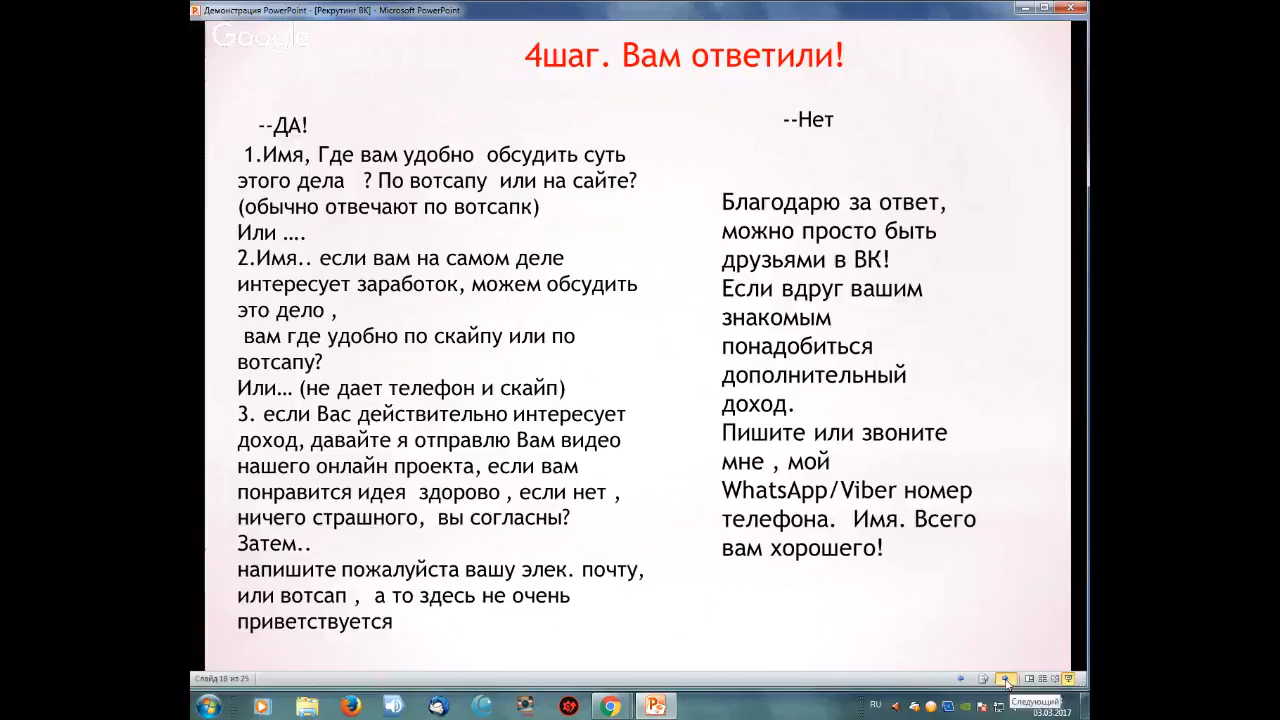 Демонстрация PowerPoint - [Рекрутинг ВК] - Microsoft PowerPoint
Google
4шаг. Вам ответили!
--ДА!
1.Имя, Где вам удобно обсудить суть
этого дела ? По вотсапу или на сайте?
(обычно отвечают по вотсапк)
Или ….
2.Имя.. если вам на самом деле
интересует заработок, можем обсудить
это дело ,
вам где удобно по скайпу или по
вотсапу?
Или… (не дает телефон и скайп)
3. если Вас действительно интересует
доход, давайте я отправлю Вам видео
нашего онлайн проекта, если вам
понравится идея здорово , если нет ,
ничего страшного, вы согласны?
Затем..
напишите пожалуйста вашу элек. почту,
или вотсап , а то здесь не очень
приветствуется
--Нет
Благодарю за ответ,
можно просто быть
друзьями в ВК!
Если вдруг вашим
знакомым
понадобиться
дополнительный
доход.
Пишите или звоните
мне , мой
WhatsApp/Viber номер
телефона. Имя. Всего
вам хорошего!
Слайд 18 из 25
RU
Следующий
03.03.2017